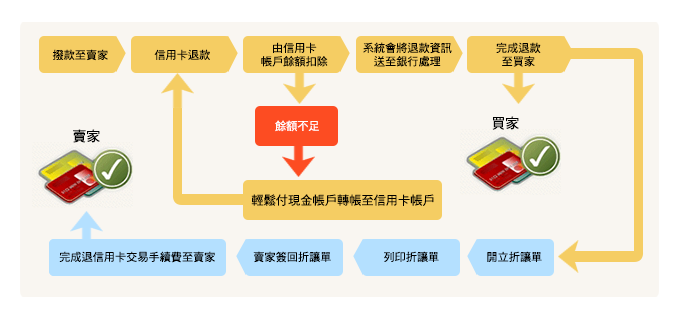 撥款至賣家
信用卡退款
由信用卡
帳戶餘額扣除
系統會將退款資訊
送至銀行處理
完成退款
至買家
餘額不足
賣家
買家
輕鬆付現金帳戶轉帳至信用卡帳戶
完成退信用卡交易手續費至賣家
賣家簽回折讓單
列印折讓單
開立折讓單